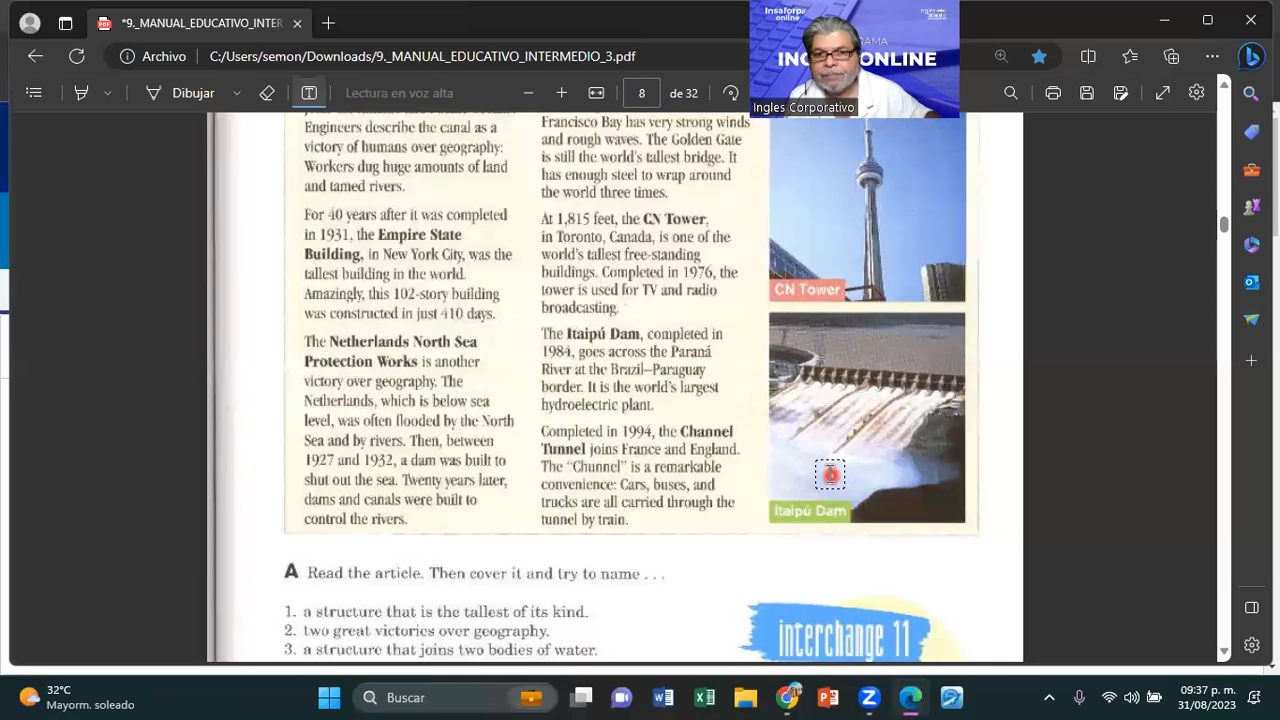 *9._MANUAL_EDUCATIVO_INTER
Archivo
C:/Users/semon/Downloads/9_MANUAL_EDUCATIVO_INTERMEDIO_3.pdf
Insaforp
online
INGLES CORPORATIVO
Dibujar
Lectura en voz alta
8 de 32
Ingles Corporativo
Engineers describe the canal as a
victory of humans over geography:
Workers dug huge amounts of land
and tamed rivers.
For 40 years after it was completed
in 1931, the Empire State
Building, in New York City, was the
tallest building in the world.
Amazingly, this 102-story building
was constructed in just 410 days.
The Netherlands North Sea
Protection Works is another
victory over geography. The
Netherlands, which is below sea
level, was often flooded by the North
Sea and by rivers. Then, between
1927 and 1932, a dam was built to
shut out the sea. Twenty years later,
dams and canals were built to
control the rivers.
Francisco Bay has very strong winds
and rough waves. The Golden Gate
is still the world's tallest bridge. It
has enough steel to wrap around
the world three times.
At 1,815 feet, the CN Tower,
in Toronto, Canada, is one of the
world's tallest free-standing
buildings. Completed in 1976, the
tower is used for TV and radio
broadcasting.
The Itaipú Dam, completed in
1984, goes across the Paraná
River at the Brazil–Paraguay
border. It is the world's largest
hydroelectric plant.
Completed in 1994, the Channel
Tunnel joins France and England.
The “Chunnel” is a remarkable
convenience: Cars, buses, and
trucks are all carried through the
tunnel by train.
CN Tower
Itaipú Dam
A Read the article. Then cover it and try to name . . .
1. a structure that is the tallest of its kind.
2. two great victories over geography.
3. a structure that joins two bodies of water.
interchange 11
32°C
Mayorm. soleado
Buscar
09:37 p. m.
31/08/2023